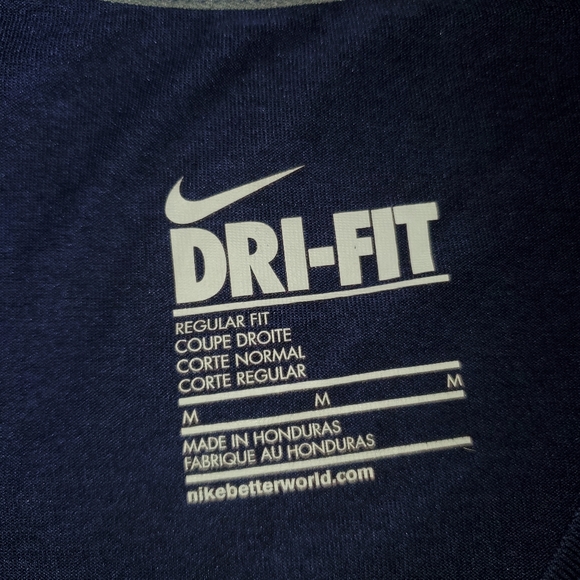 DRI-FIT
REGULAR FIT
COUPE DROITE
CORTE NORMAL
CORTE REGULAR
M M M
MADE IN HONDURAS
FABRIQUE AU HONDURAS
nikebetterworld.com